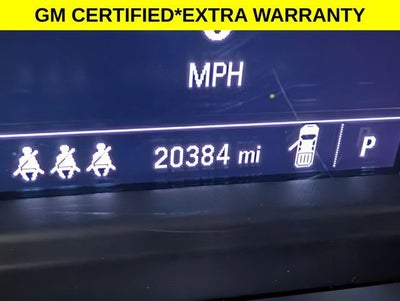 GM CERTIFIED*EXTRA WARRANTY
MPH
20384 mi
P